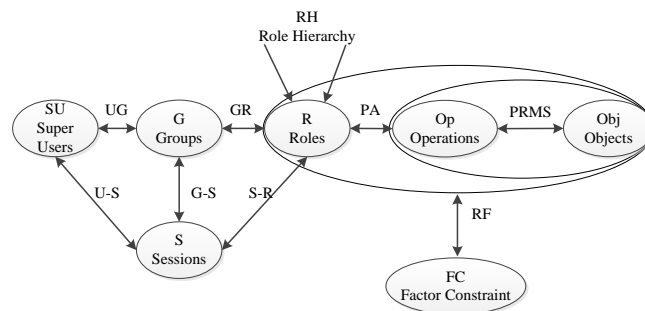 RH
Role Hierarchy
SU
Super
Users
UG
G
Groups
GR
R
Roles
PA
Op
Operations
PRMS
Obj
Objects
U-S
G-S
S-R
RF
S
Sessions
FC
Factor Constraint